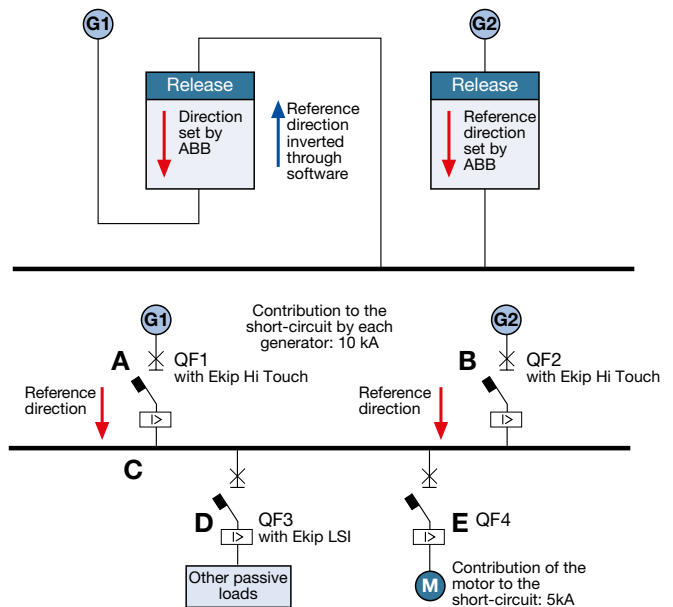 G1
G2
Release
Direction
set by
ABB
Reference
direction
inverted
through
software
Release
Reference
direction
set by
ABB
G1
Contribution to the
short-circuit by each
generator: 10 kA
G2
A
QF1
with Ekip Hi Touch
B
QF2
with Ekip Hi Touch
Reference
direction
I>
Reference
direction
I>
C
D
I>
QF3
with Ekip LSI
E
I>
QF4
Other passive
loads
M
Contribution of the
motor to the
short-circuit: 5kA